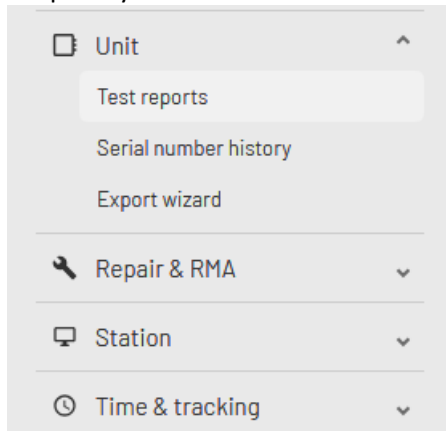 Unit
Test reports
Serial number history
Export wizard
Repair & RMA
Station
Time & tracking